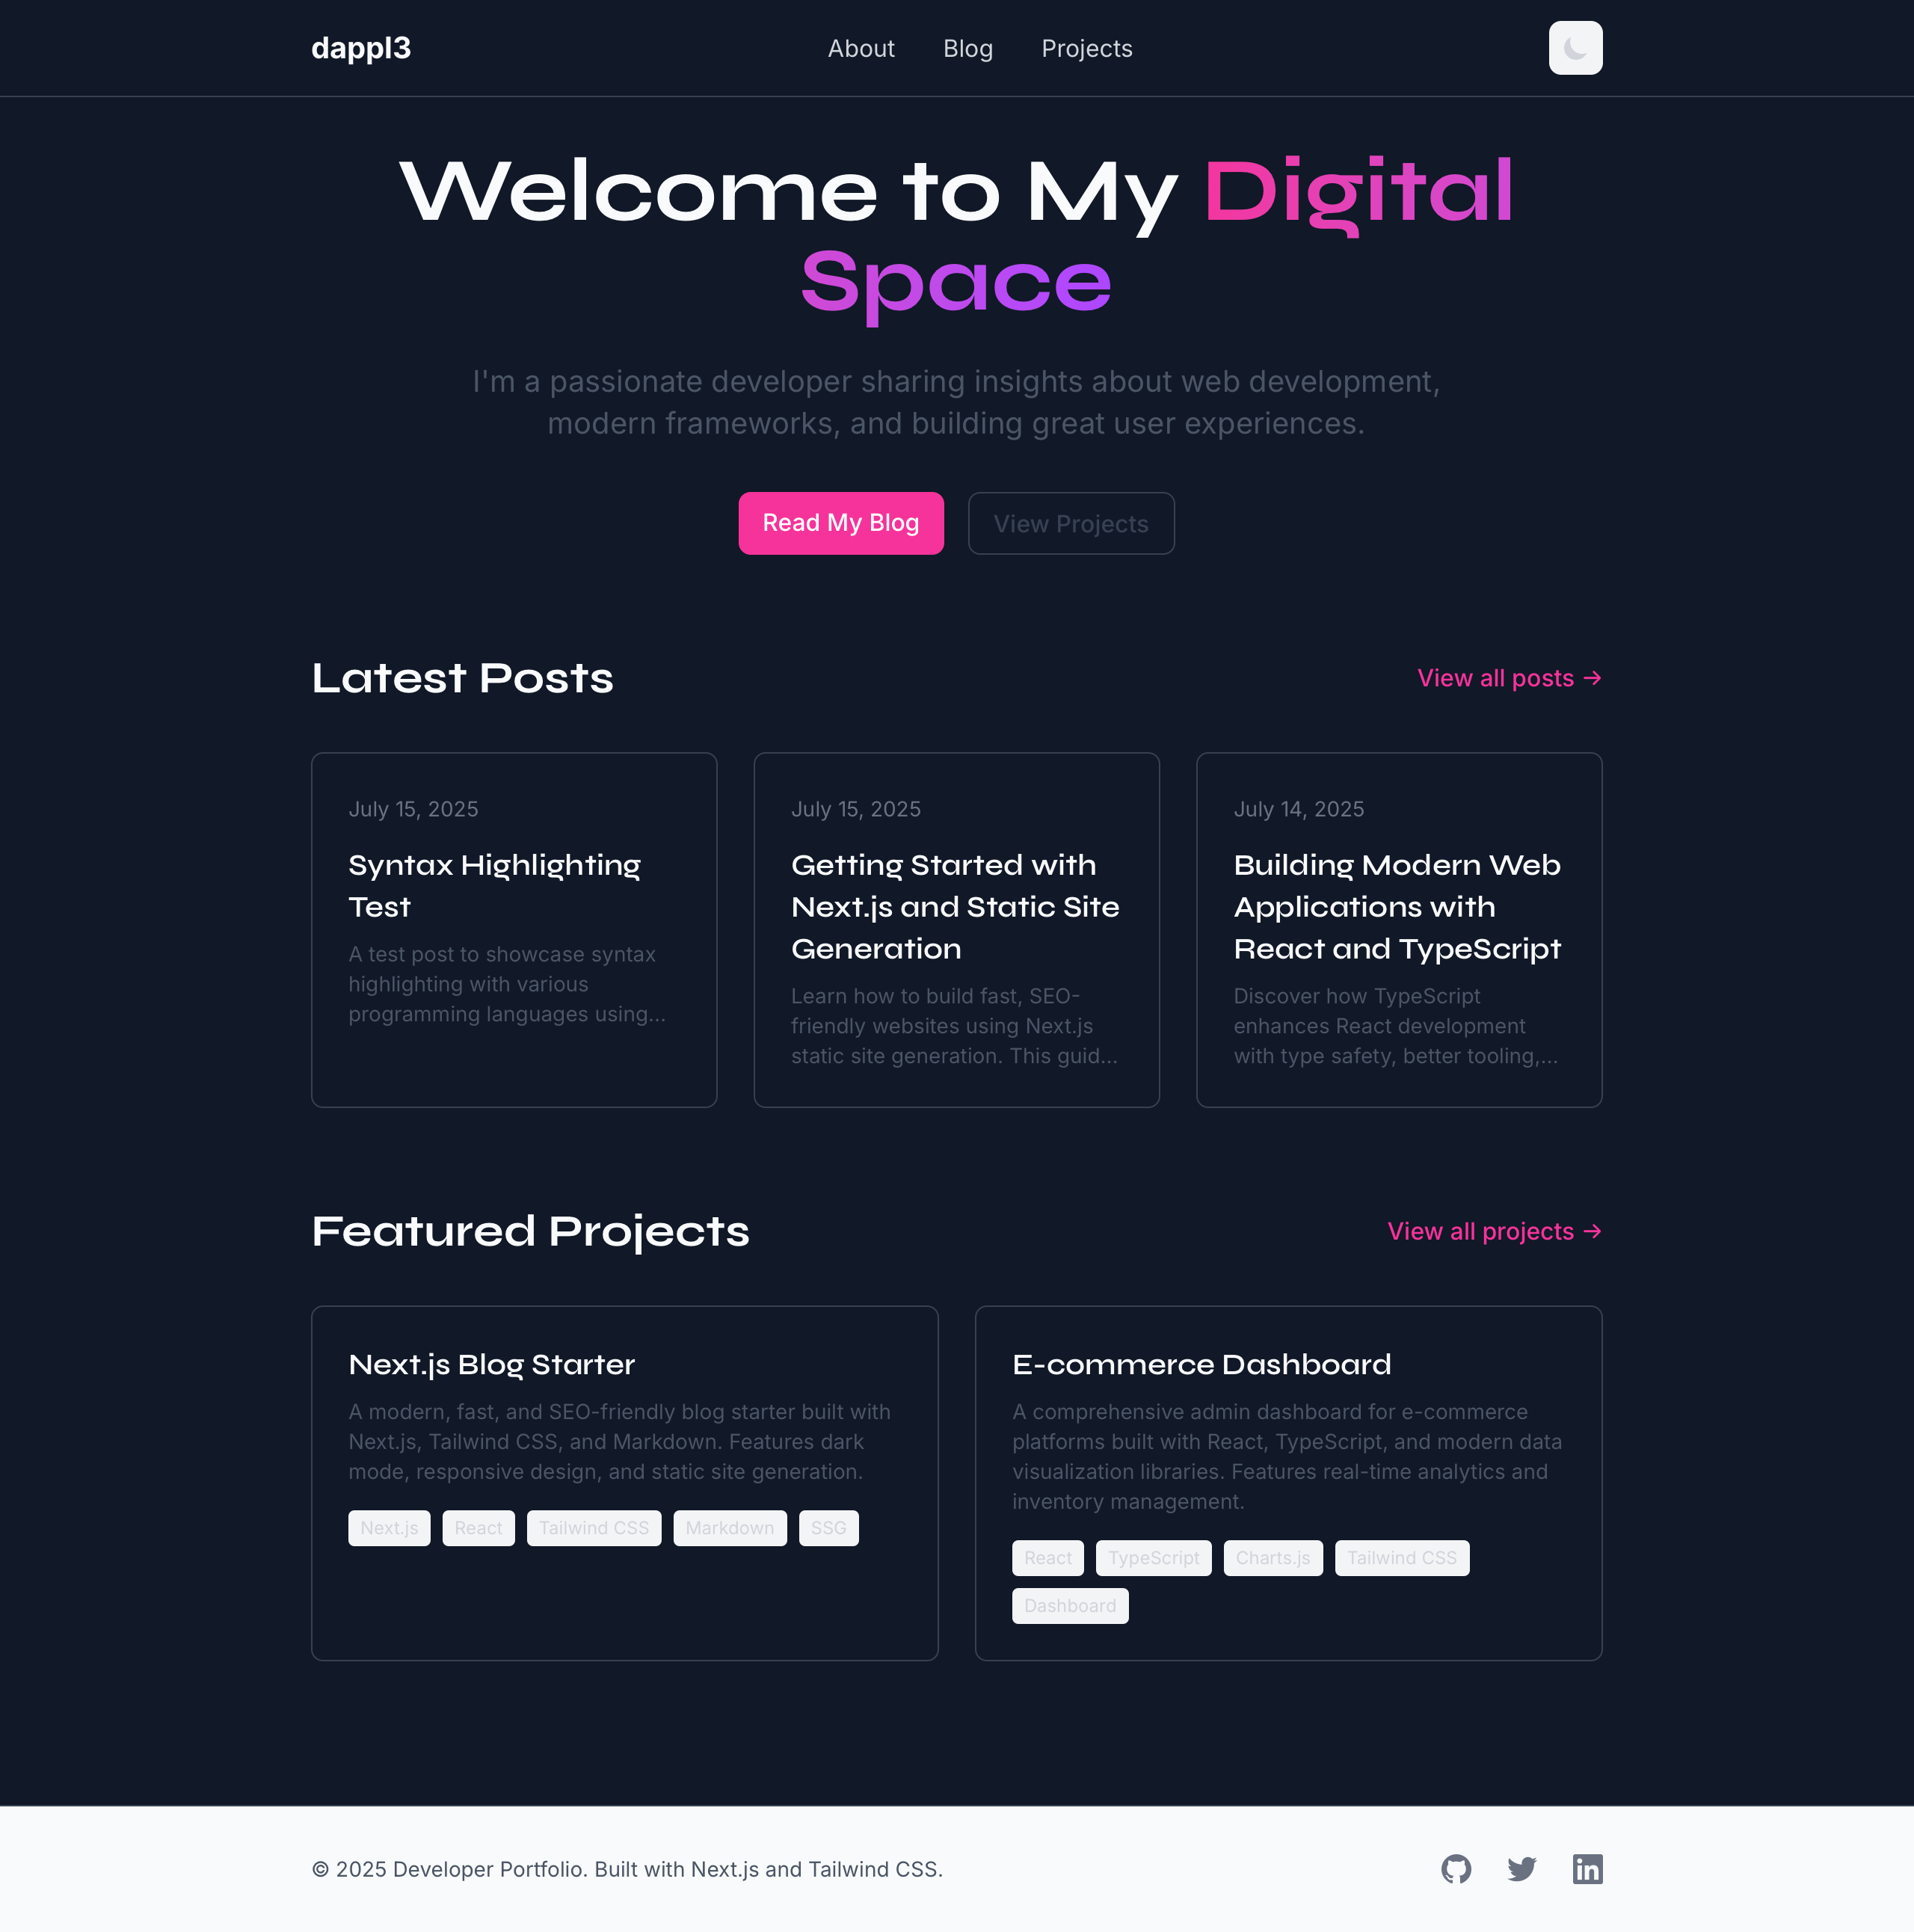 dappl3
About
Blog
Projects
Welcome to My Digital
Space
I'm a passionate developer sharing insights about web development,
modern frameworks, and building great user experiences.
Read My Blog
View Projects
Latest Posts
View all posts →
July 15, 2025
Syntax Highlighting
Test
A test post to showcase syntax
highlighting with various
programming languages using...
July 15, 2025
Getting Started with
Next.js and Static Site
Generation
Learn how to build fast, SEO-
friendly websites using Next.js
static site generation. This guid...
July 14, 2025
Building Modern Web
Applications with
React and TypeScript
Discover how TypeScript
enhances React development
with type safety, better tooling,...
Featured Projects
View all projects →
Next.js Blog Starter
A modern, fast, and SEO-friendly blog starter built with
Next.js, Tailwind CSS, and Markdown. Features dark
mode, responsive design, and static site generation.
Next.js
React
Tailwind CSS
Markdown
SSG
E-commerce Dashboard
A comprehensive admin dashboard for e-commerce
platforms built with React, TypeScript, and modern data
visualization libraries. Features real-time analytics and
inventory management.
React
TypeScript
Charts.js
Tailwind CSS
Dashboard
© 2025 Developer Portfolio. Built with Next.js and Tailwind CSS.